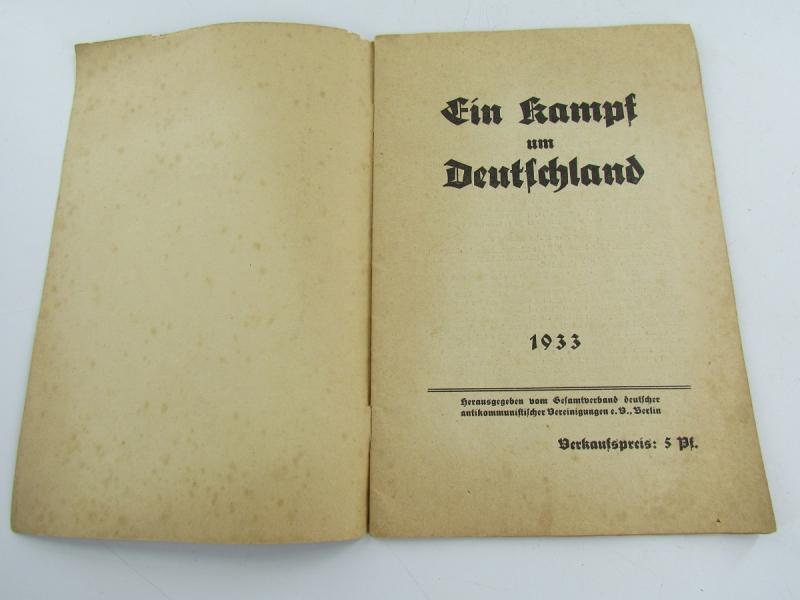 Ein Kampf
um
Deutſchland
1933
Herausgegeben vom Geſamtverband deutſcher
antikommuniſtiſcher Vereinigungen e. V., Berlin
Verkaufspreis: 5 Pf.